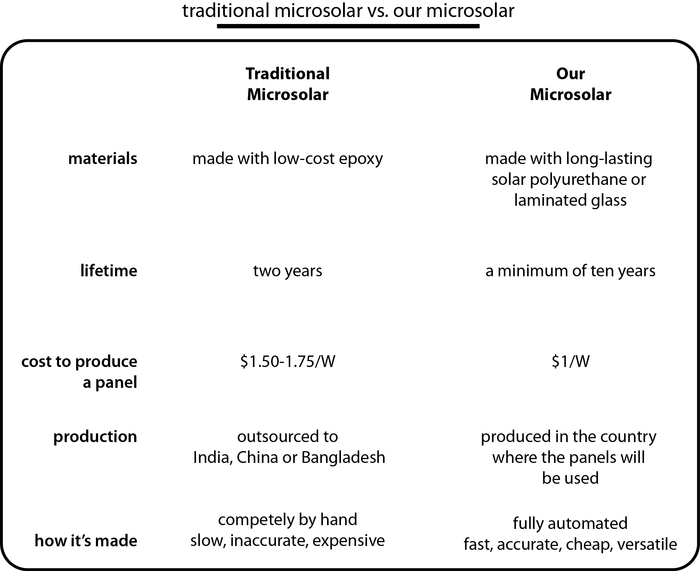 traditional microsolar vs. our microsolar
Traditional
Microsolar
Our
Microsolar
materials
made with low-cost epoxy
made with long-lasting
solar polyurethane or
laminated glass
lifetime
two years
a minimum of ten years
cost to produce
a panel
$1.50-1.75/W
$1/W
production
outsourced to
India, China or Bangladesh
produced in the country
where the panels will
be used
how it's made
competely by hand
slow, inaccurate, expensive
fully automated
fast, accurate, cheap, versatile